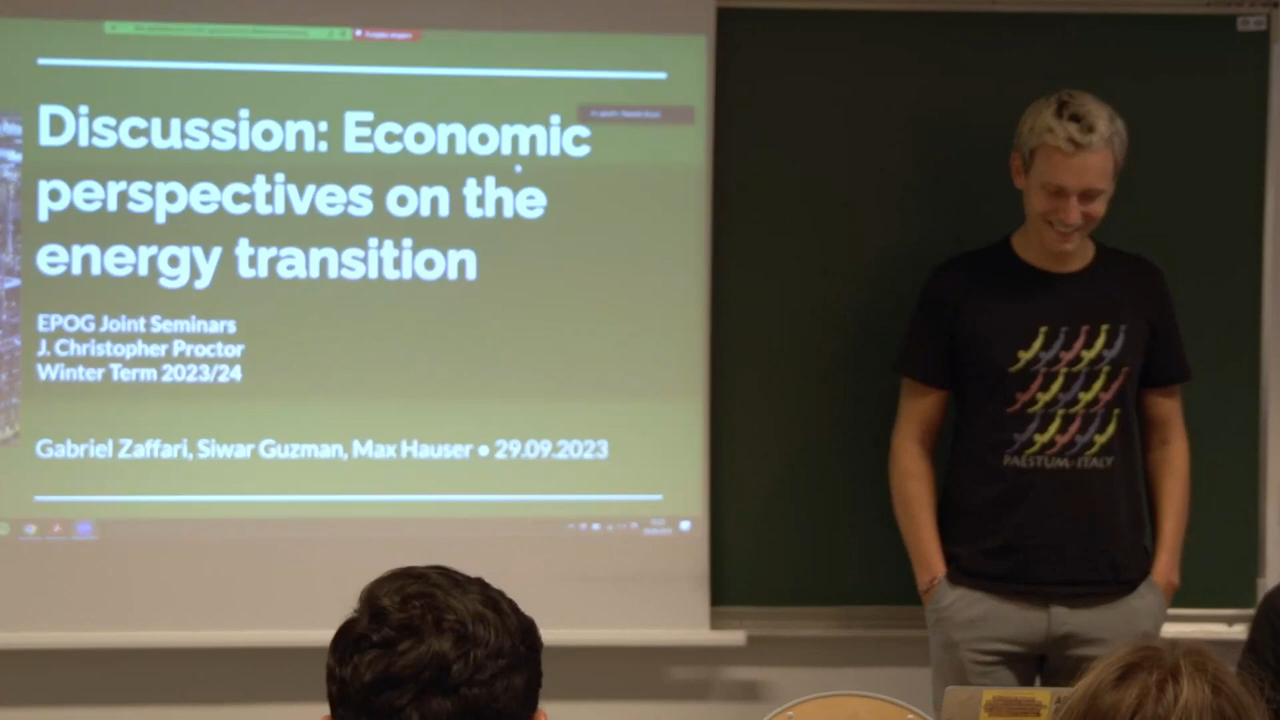 Discussion: Economic
perspectives on the
energy transition
EPOG Joint Seminars
J. Christopher Proctor
Winter Term 2023/24
Gabriel Zaffari, Siwar Guzman, Max Hauser • 29.09.2023
PAESTUM·ITALY